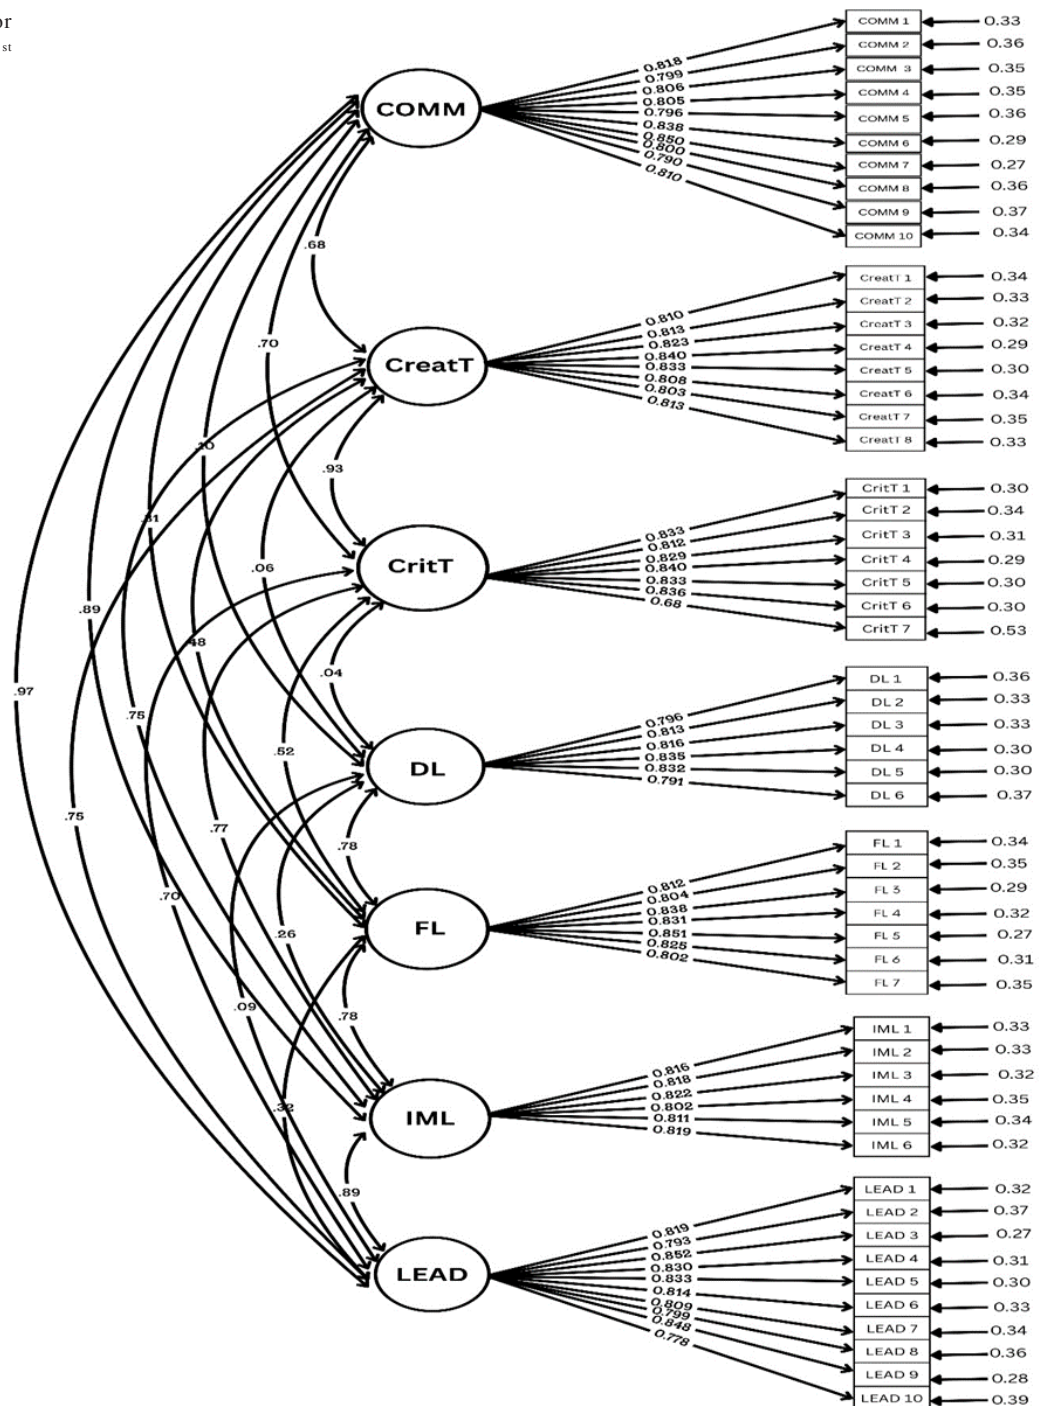 or
st
COMM 1 0.33
COMM 2 0.36
COMM 3 0.35
COMM 4 0.35
COMM 5 0.36
COMM 6 0.29
COMM 7 0.27
COMM 8 0.36
COMM 9 0.37
COMM 10 0.34
0.818
0.799
0.806
0.805
0.796
0.838
0.850
0.800
0.790
0.810
COMM
.68
CreatT 1 0.34
CreatT 2 0.33
CreatT 3 0.32
CreatT 4 0.29
CreatT 5 0.30
CreatT 6 0.34
CreatT 7 0.35
CreatT 8 0.33
0.810
0.813
0.823
0.840
0.833
0.808
0.803
0.813
.70
CreatT
.93
CritT 1 0.30
CritT 2 0.34
CritT 3 0.31
CritT 4 0.29
CritT 5 0.30
CritT 6 0.30
CritT 7 0.53
0.833
0.812
0.829
0.840
0.833
0.836
0.68
.06
CritT
.89
.48
.04
.97
DL 1 0.36
DL 2 0.33
DL 3 0.33
DL 4 0.30
DL 5 0.30
DL 6 0.37
0.796
0.813
0.816
0.835
0.832
0.791
.75
.52
DL
.75
.77
.78
FL 1 0.34
FL 2 0.35
FL 3 0.29
FL 4 0.32
FL 5 0.27
FL 6 0.31
FL 7 0.35
0.812
0.804
0.838
0.831
0.851
0.825
0.802
.70
FL
.26
.09
.78
IML 1 0.33
IML 2 0.33
IML 3 0.32
IML 4 0.35
IML 5 0.34
IML 6 0.32
0.816
0.818
0.822
0.802
0.811
0.819
.32
IML
.89
LEAD 1 0.32
LEAD 2 0.37
LEAD 3 0.27
LEAD 4 0.31
LEAD 5 0.30
LEAD 6 0.33
LEAD 7 0.34
LEAD 8 0.36
LEAD 9 0.28
LEAD 10 0.39
0.819
0.793
0.852
0.830
0.833
0.814
0.809
0.799
0.848
0.778
LEAD